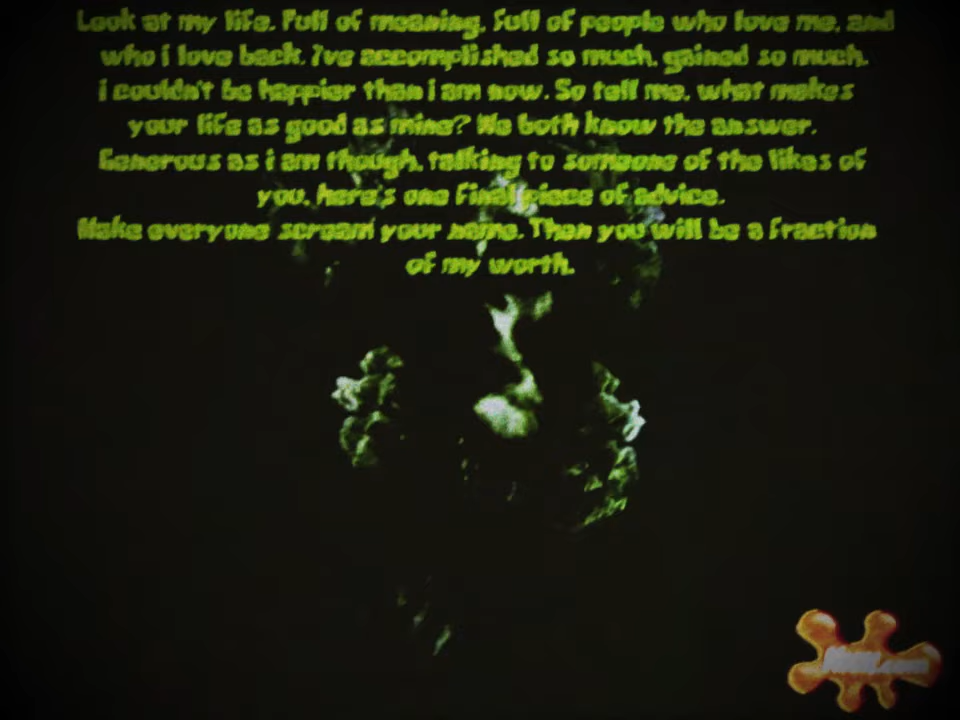 Look at my life. Full of meaning. Full of people who love me, and
who i love back. I've accomplished so much, gained so much.
i couldn't be happier than i am now. So tell me, what makes
your life as good as mine? We both know the answer.
Generous as i am though, talking to someone of the likes of
you, here's one final piece of advice.
Make everyone scream your name. Then you will be a fraction
of my worth.